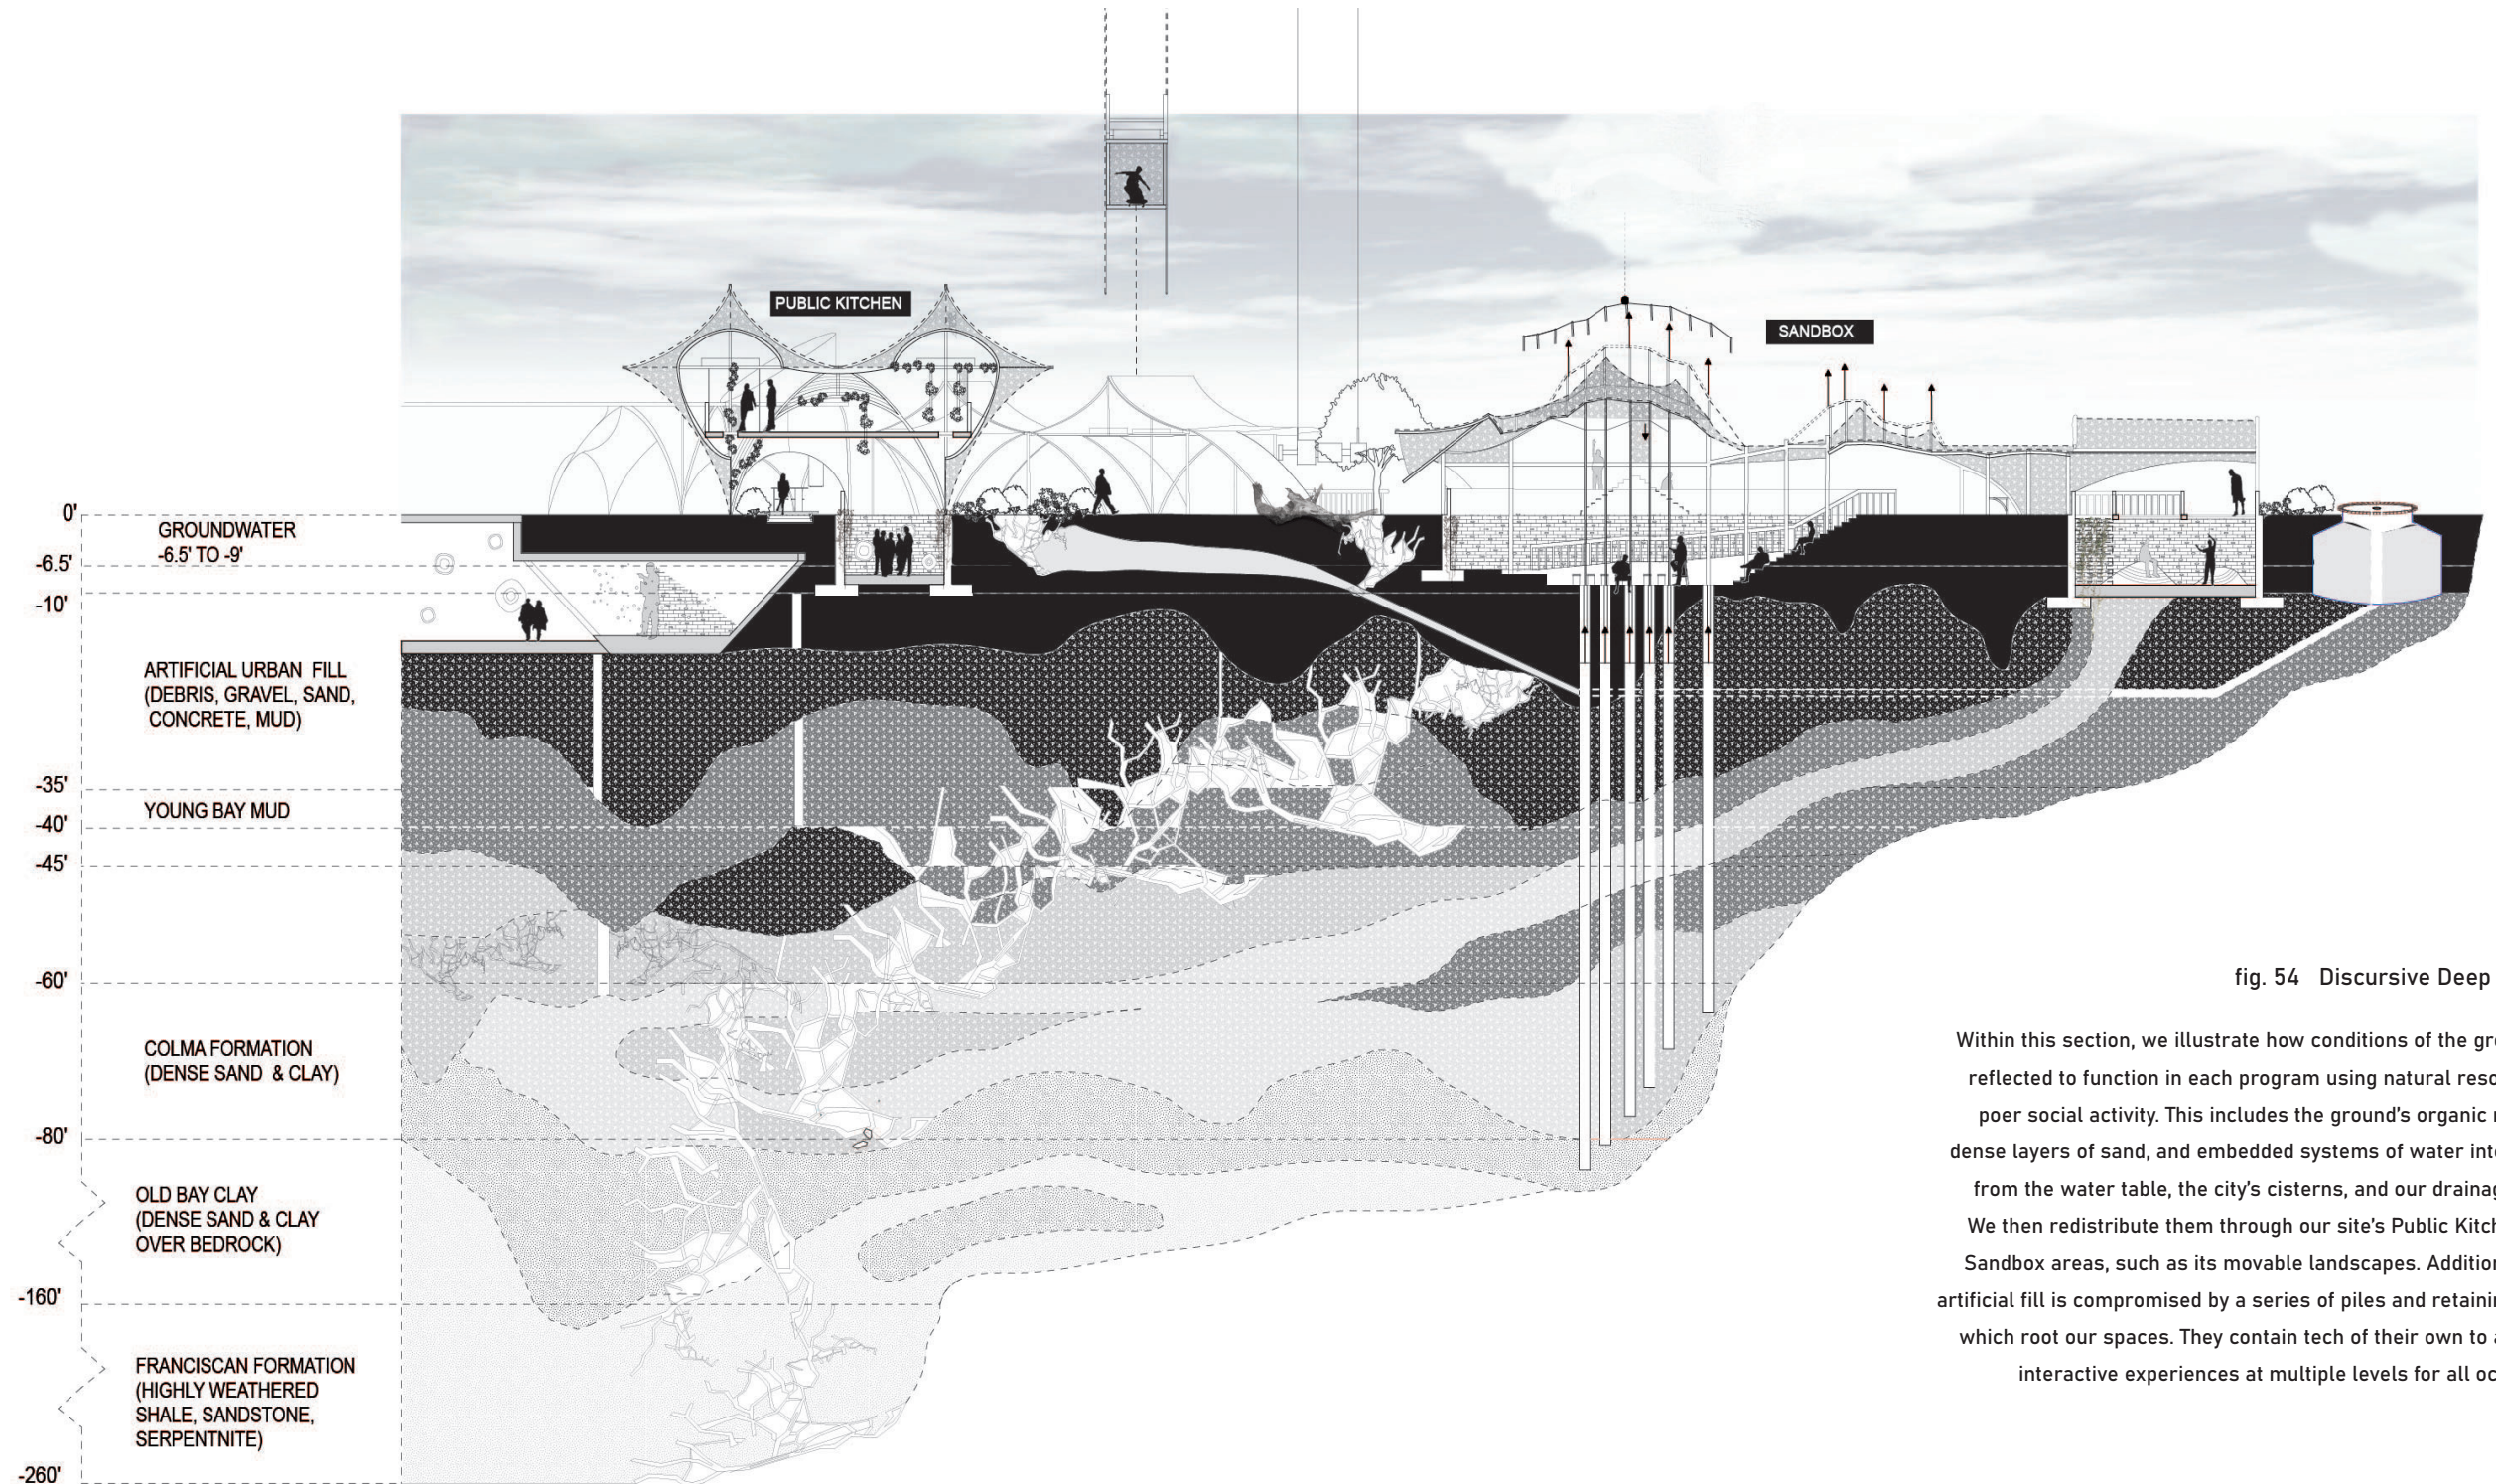 PUBLIC KITCHEN
SANDBOX
0'
GROUNDWATER
-6.5' TO -9'
-6.5'
-10'
ARTIFICIAL URBAN FILL
(DEBRIS, GRAVEL, SAND,
CONCRETE, MUD)
-35'
YOUNG BAY MUD
-40'
-45'
-60'
COLMA FORMATION
(DENSE SAND & CLAY)
-80'
OLD BAY CLAY
(DENSE SAND & CLAY
OVER BEDROCK)
-160'
FRANCISCAN FORMATION
(HIGHLY WEATHERED
SHALE, SANDSTONE,
SERPENTNITE)
-260'
fig. 54 Discursive Deep
Within this section, we illustrate how conditions of the
reflected to function in each program using natural
poer social activity. This includes the ground's organic
dense layers of sand, and embedded systems of water
from the water table, the city's cisterns, and our
We then redistribute them through our site's Public
Sandbox areas, such as its movable landscapes.
artificial fill is compromised by a series of piles and
which root our spaces. They contain tech of their own to
interactive experiences at multiple levels for all